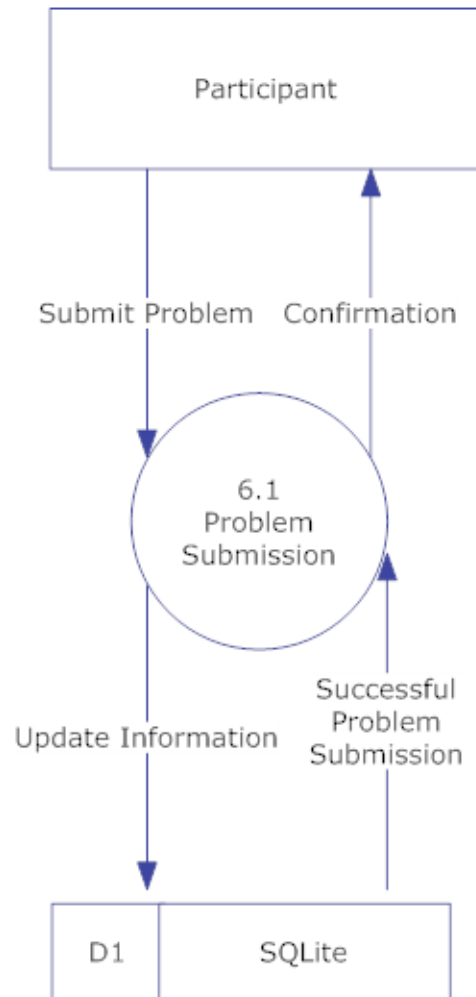 Participant
Submit Problem
Confirmation
6.1
Problem
Submission
Update Information
Successful
Problem
Submission
D1
SQLite